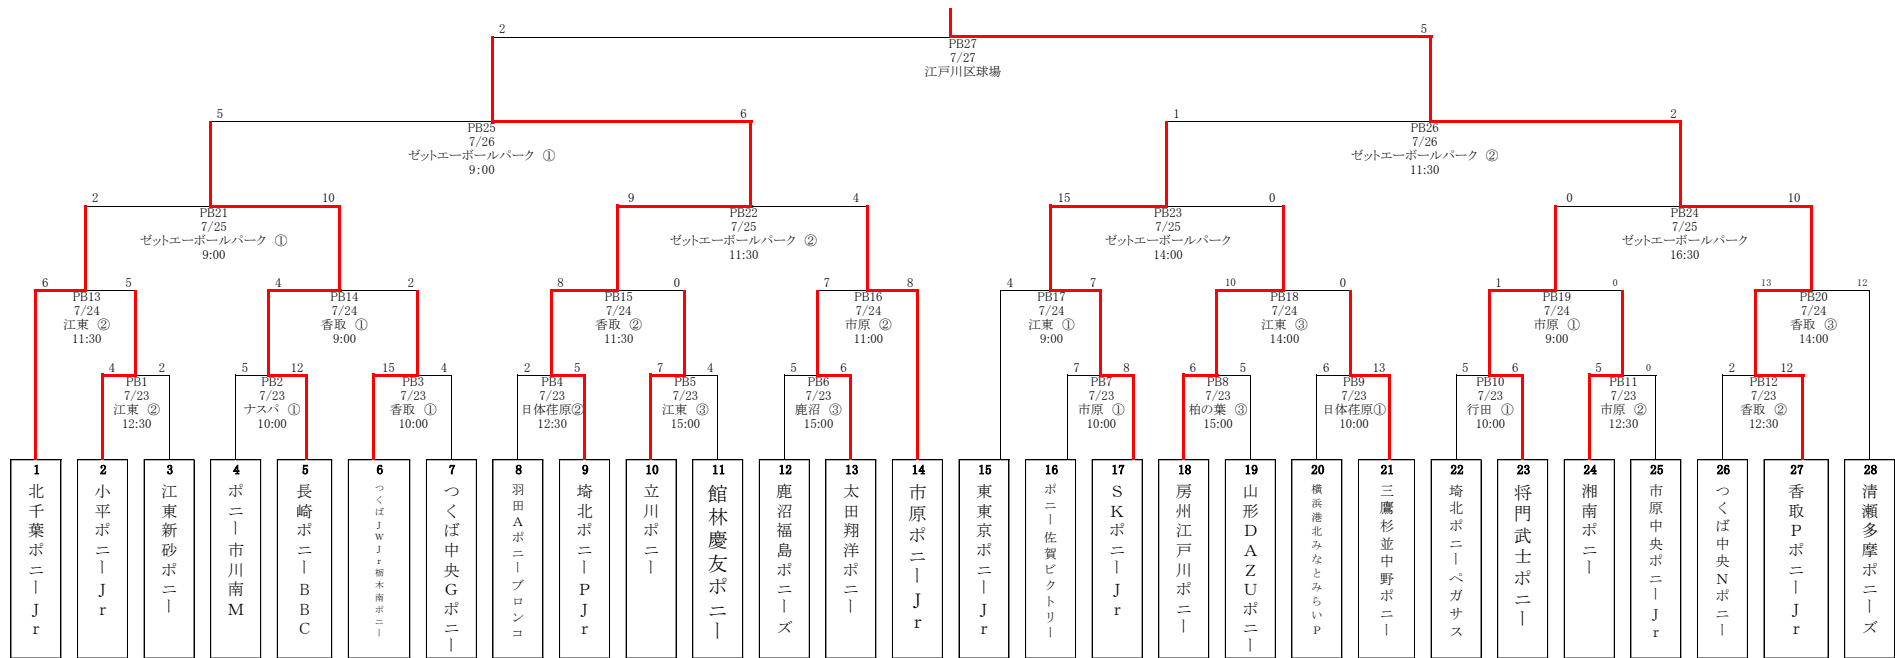 2 5
PB27
7/27
江戸川区球場
5 6 1 2
PB25 PB26
7/26 7/26
ゼットエーボールパーク ① ゼットエーボールパーク ②
9:00 11:30
2 10 9 4 15 0 0 10
PB21 PB22 PB23 PB24
7/25 7/25 7/25 7/25
ゼットエーボールパーク ① ゼットエーボールパーク ② ゼットエーボールパーク ゼットエーボールパーク
9:00 11:30 14:00 16:30
6 5 4 2 8 0 7 8 4 7 10 0 1 0 13 12
PB13 PB14 PB15 PB16 PB17 PB18 PB19 PB20
7/24 7/24 7/24 7/24 7/24 7/24 7/24 7/24
江東 ② 香取 ① 香取 ② 市原 ② 江東 ① 江東 ③ 市原 ① 香取 ③
11:30 9:00 11:30 11:00 9:00 14:00 9:00 14:00
4 2 5 12 15 4 2 5 7 4 5 6 7 8 6 5 6 13 5 6 5 0 2 12
PB1 PB2 PB3 PB4 PB5 PB6 PB7 PB8 PB9 PB10 PB11 PB12
7/23 7/23 7/23 7/23 7/23 7/23 7/23 7/23 7/23 7/23 7/23 7/23
江東 ② ナスパ ① 香取 ① 日体荏原② 江東 ③ 鹿沼 ③ 市原 ① 柏の葉 ③ 日体荏原① 行田 ① 市原 ② 香取 ②
12:30 10:00 10:00 12:30 15:00 15:00 10:00 15:00 10:00 10:00 12:30 12:30
1 2 3 4 5 6 7 8 9 10 11 12 13 14 15 16 17 18 19 20 21 22 23 24 25 26 27 28
北千葉ポニーJr
小平ポニーJr
江東新砂ポニー
ポニー市川南M
長崎ポニーBBC
つくばJWJr栃木南ポニー
つくば中央Gポニー
羽田Aポニーブロンコ
埼北ポニーPJr
立川ポニー
館林慶友ポニー
鹿沼福島ポニーズ
太田翔洋ポニー
市原ポニーJr
東東京ポニーJr
ポニー佐賀ビクトリー
SKポニーJr
房州江戸川ポニー
山形DAZUポニー
横浜港北みなとみらいP
三鷹杉並中野ポニー
埼北ポニーペガサス
将門武士ポニー
湘南ポニー
市原中央ポニーJr
つくば中央Nポニー
香取PポニーJr
清瀬多摩ポニーズ